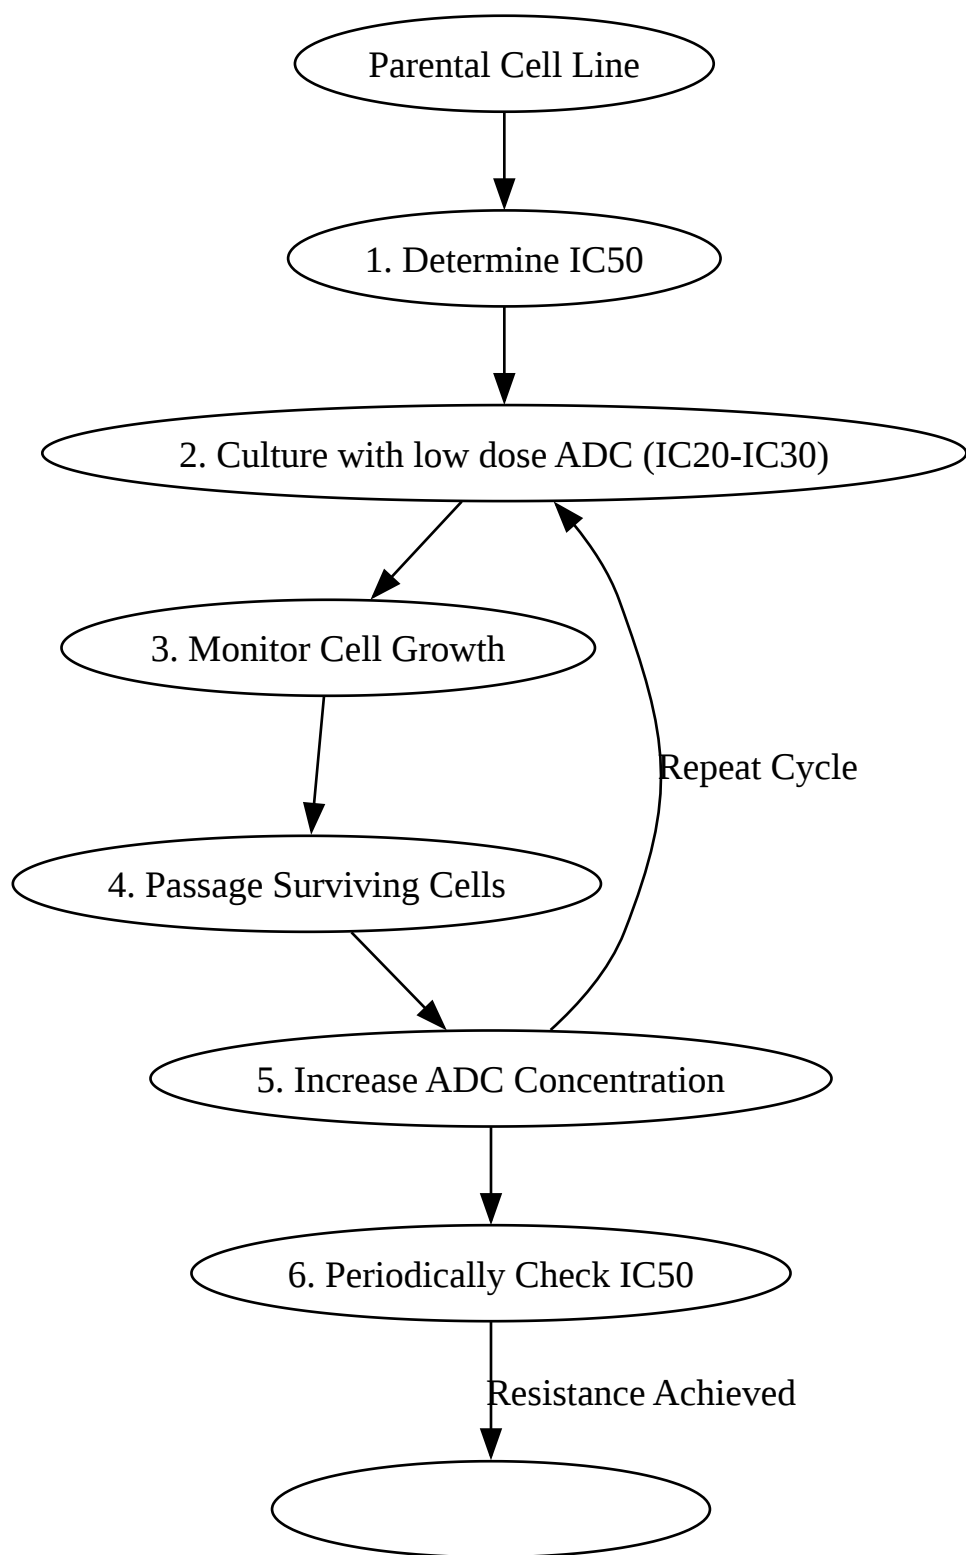 Parental Cell Line
1. Determine IC50
2. Culture with low dose ADC (IC20-IC30)
3. Monitor Cell Growth
Repeat Cycle
4. Passage Surviving Cells
5. Increase ADC Concentration
6. Periodically Check IC50
Resistance Achieved